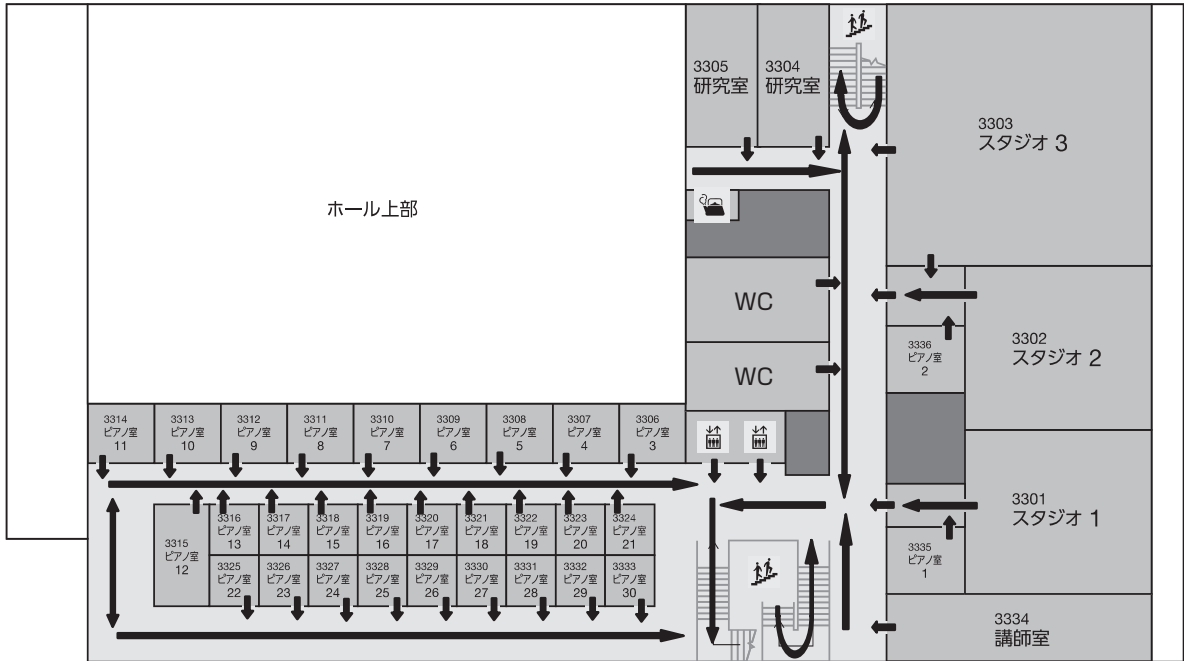 3305
研究室
3304
研究室
3303
スタジオ 3
ホール上部
WC
WC
3336
ピアノ室
2
3302
スタジオ 2
3314
ピアノ室
11
3313
ピアノ室
10
3312
ピアノ室
9
3311
ピアノ室
8
3310
ピアノ室
7
3309
ピアノ室
6
3308
ピアノ室
5
3307
ピアノ室
4
3306
ピアノ室
3
3301
スタジオ 1
3315
ピアノ室
12
3316
ピアノ室
13
3317
ピアノ室
14
3318
ピアノ室
15
3319
ピアノ室
16
3320
ピアノ室
17
3321
ピアノ室
18
3322
ピアノ室
19
3323
ピアノ室
20
3324
ピアノ室
21
3335
ピアノ室
1
3325
ピアノ室
22
3326
ピアノ室
23
3327
ピアノ室
24
3328
ピアノ室
25
3329
ピアノ室
26
3330
ピアノ室
27
3331
ピアノ室
28
3332
ピアノ室
29
3333
ピアノ室
30
3334
講師室